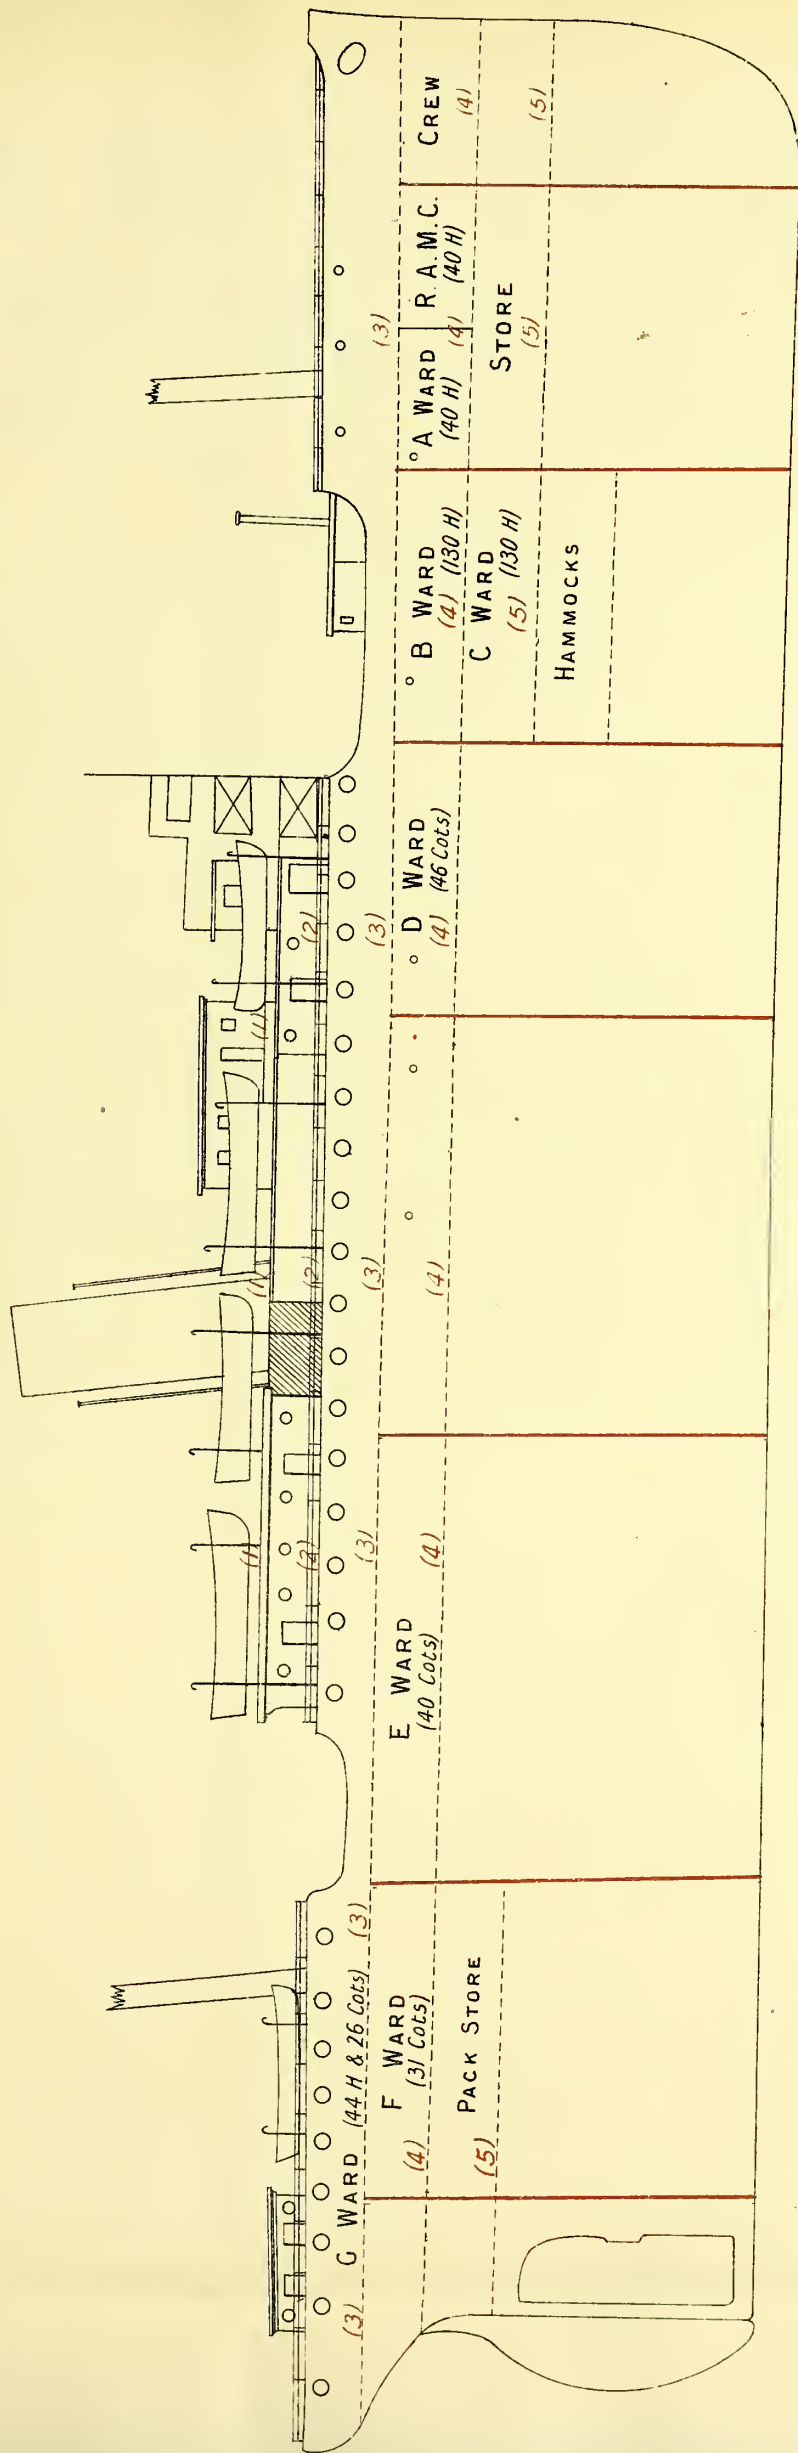 (3)
G WARD (44 H & 26 Cots)
(3)
(4)
F WARD
(31 Cots)
(5)
PACK STORE
E WARD
(40 Cots)
(1)
(2)
(3)
(4)
(1)
(2)
(3)
(4)
(1)
(2)
(3)
(4)
D WARD
(46 Cots)
B WARD
(4) (130 H)
C WARD
(5) (130 H)
HAMMOCKS
(3)
A WARD
(40 H)
(4)
R.A.M.C.
(40 H)
STORE
(5)
CREW
(4)
(5)